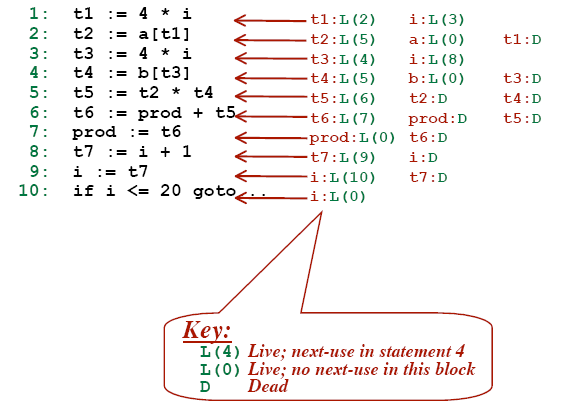 1: t1 := 4 * i t1:L(2) i:L(3)
2: t2 := a[t1] t2:L(5) a:L(0) t1:D
3: t3 := 4 * i t3:L(4) i:L(8)
4: t4 := b[t3] t4:L(5) b:L(0) t3:D
5: t5 := t2 * t4 t5:L(6) t2:D t4:D
6: t6 := prod + t5 t6:L(7) prod:D t5:D
7: prod := t6 prod:L(0) t6:D
8: t7 := i + 1 t7:L(9) i:D
9: i := t7 i:L(10) t7:D
10: if i <= 20 goto ... i:L(0)
Key:
L(4) Live; next-use in statement 4
L(0) Live; no next-use in this block
D Dead